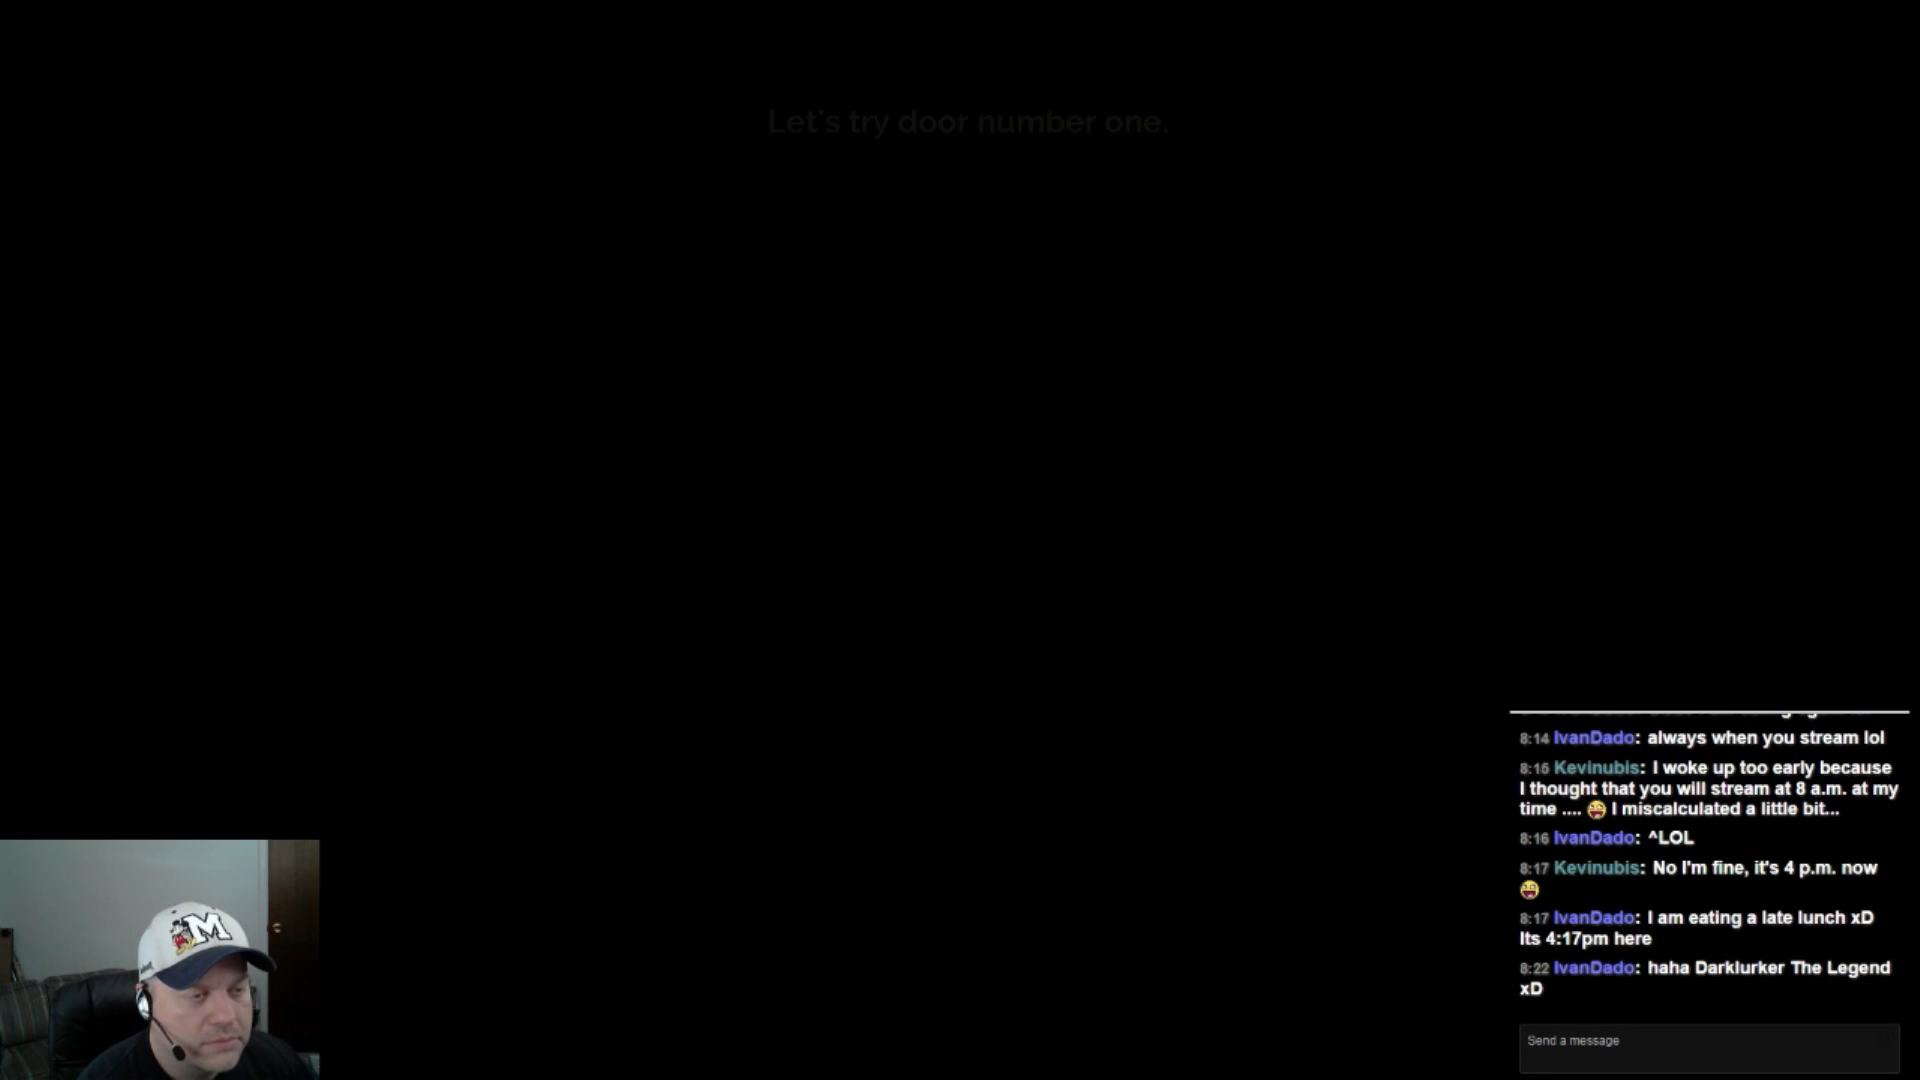 Let's try door number one.
8:14 IvanDado: always when you stream lol
8:15 Kevinubis: I woke up too early because
I thought that you will stream at 8 a.m. at my
time .... I miscalculated a little bit...
8:16 IvanDado: ^LOL
8:17 Kevinubis: No I'm fine, it's 4 p.m. now
8:17 IvanDado: I am eating a late lunch xD
Its 4:17pm here
8:22 IvanDado: haha Darklurker The Legend
xD
Send a message
M